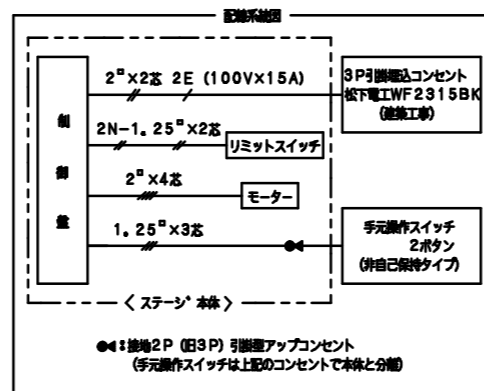 配線系統図
2□×2芯 2E (100V×15A)
3P引掛埋込コンセント
松下電工WF2315BK
(建築工事)
制御盤
2N-1.25□×2芯
リミットスイッチ
2□×4芯
モーター
1.25□×3芯
手元操作スイッチ
2ボタン
(非自己保持タイプ)
〈 ステージ本体 〉
:接地2P (旧3P) 引掛型アップコンセント
(手元操作スイッチは上記のコンセントで本体と分離)